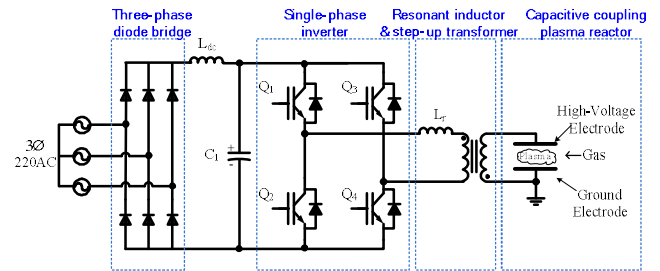 Three-phase
diode bridge
Single-phase
inverter
Resonant inductor
& step-up transformer
Capacitive coupling
plasma reactor
Ldc
Q1
Q3
High-Voltage
Electrode
Lr
3Ø
220AC
C1
+
-
Plasma
Gas
Q2
Q4
Ground
Electrode